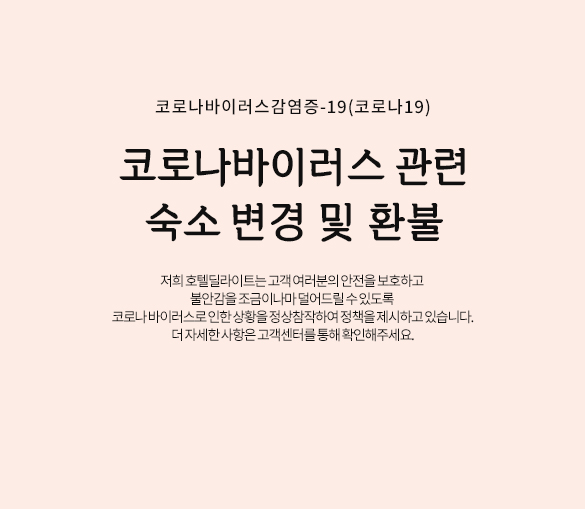 코로나바이러스감염증-19(코로나19)
코로나바이러스 관련
숙소 변경 및 환불
저희 호텔딜라이트는 고객 여러분의 안전을 보호하고
불안감을 조금이나마 덜어드릴 수 있도록
코로나 바이러스로 인한 상황을 정상참작하여 정책을 제시하고 있습니다.
더 자세한 사항은 고객센터를 통해 확인해주세요.